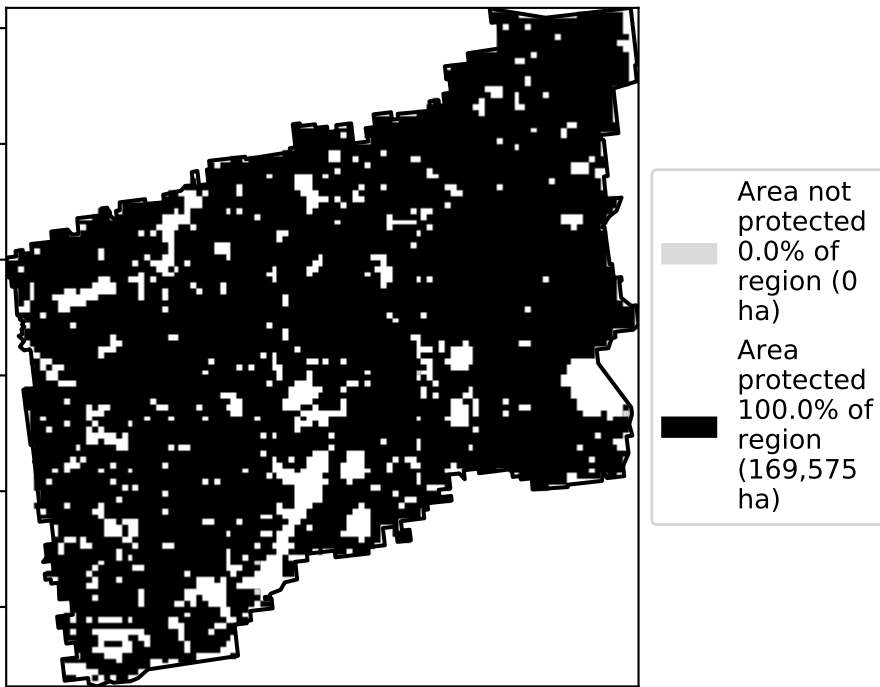 Area not
protected
0.0% of
region (0
ha)
Area
protected
100.0% of
region
(169,575
ha)